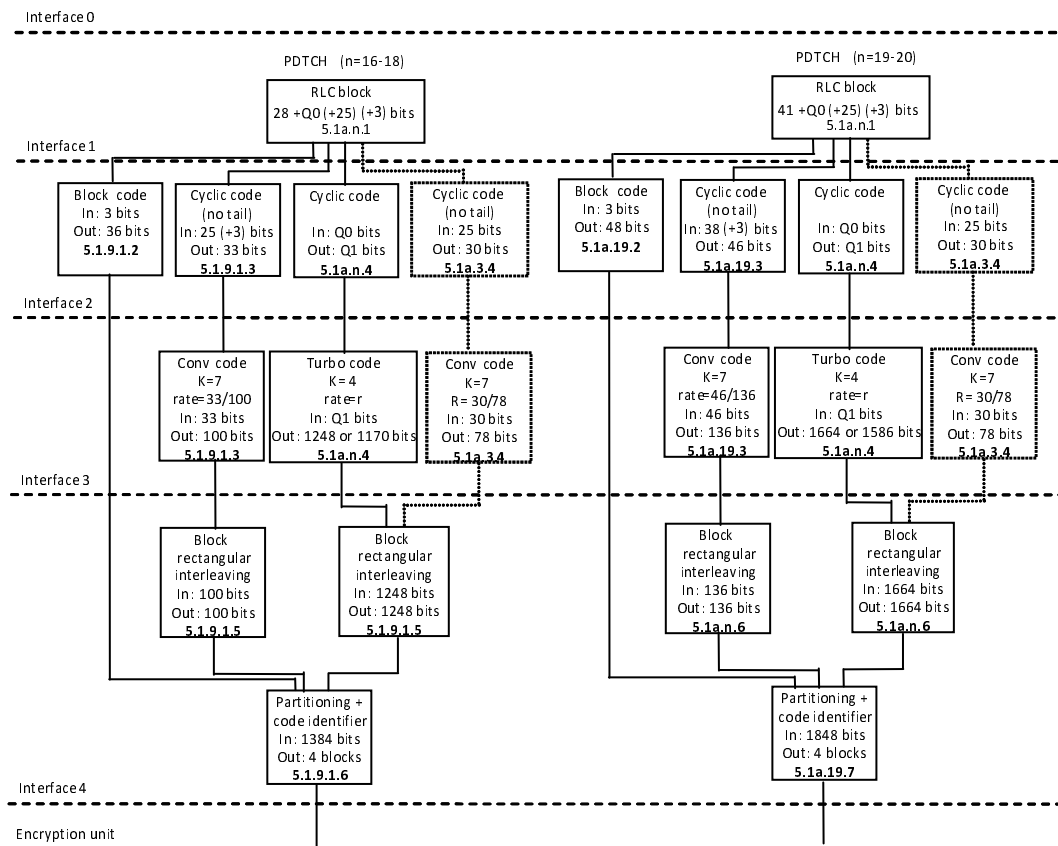 Interface 0
PDTCH (n=16-18)
RLC block
28 +Q0 (+25) (+3) bits
5.1a.n.1
PDTCH (n=19-20)
RLC block
41 +Q0 (+25) (+3) bits
5.1a.n.1
Interface 1
Block code
In: 3 bits
Out: 36 bits
5.1.9.1.2
Cyclic code
(no tail)
In: 25 (+3) bits
Out: 33 bits
5.1.9.1.3
Cyclic code
In: Q0 bits
Out: Q1 bits
5.1a.n.4
Cyclic code
(no tail)
In: 25 bits
Out: 30 bits
5.1a.3.4
Block code
In: 3 bits
Out: 48 bits
5.1a.19.2
Cyclic code
(no tail)
In: 38 (+3) bits
Out: 46 bits
5.1a.19.3
Cyclic code
In: Q0 bits
Out: Q1 bits
5.1a.n.4
Cyclic code
(no tail)
In: 25 bits
Out: 30 bits
5.1a.3.4
Interface 2
Conv code
K=7
rate=33/100
In: 33 bits
Out: 100 bits
5.1.9.1.3
Turbo code
K= 4
rate=r
In: Q1 bits
Out: 1248 or 1170 bits
5.1a.n.4
Conv code
K=7
R= 30/78
In: 30 bits
Out: 78 bits
5.1a.3.4
Conv code
K=7
rate=46/136
In: 46 bits
Out: 136 bits
5.1a.19.3
Turbo code
K=4
rate=r
In: Q1 bits
Out: 1664 or 1586 bits
5.1a.n.4
Conv code
K=7
R= 30/78
In: 30 bits
Out: 78 bits
5.1a.3.4
Interface 3
Block
rectangular
interleaving
In: 100 bits
Out: 100 bits
5.1.9.1.5
Block
rectangular
interleaving
In: 1248 bits
Out: 1248 bits
5.1.9.1.5
Block
rectangular
interleaving
In: 136 bits
Out: 136 bits
5.1a.n.6
Block
rectangular
interleaving
In: 1664 bits
Out: 1664 bits
5.1a.n.6
Partitioning +
code identifier
In: 1384 bits
Out: 4 blocks
5.1.9.1.6
Partitioning +
code identifier
In: 1848 bits
Out: 4 blocks
5.1a.19.7
Interface 4
Encryption unit